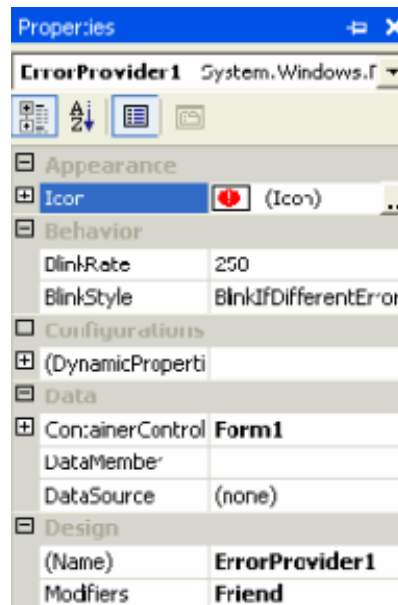 Properties
ErrorProvider1 System.Windows.F
Appearance
Icon (Icon) ...
Behavior
BlinkRate 250
BlinkStyle BlinkIfDifferentError
Configurations
(DynamicProperti
Data
ContainerControl Form1
DataMember
DataSource (none)
Design
(Name) ErrorProvider1
Modifiers Friend